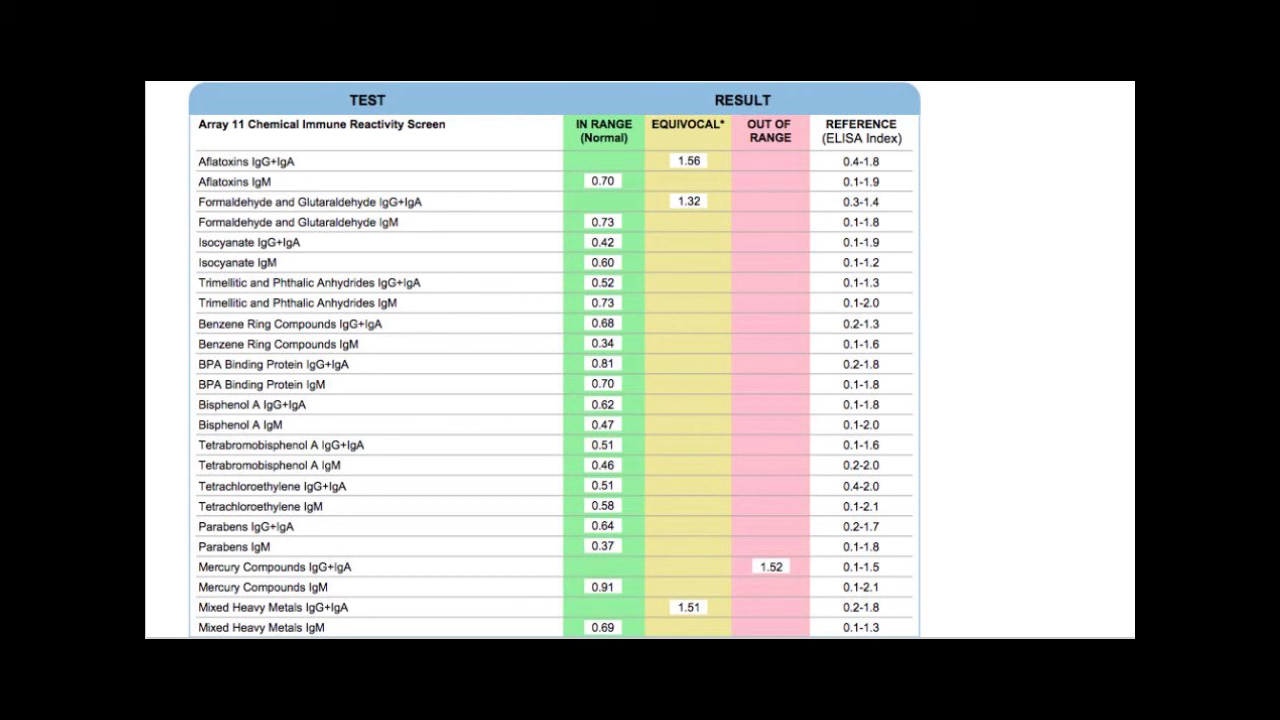 TEST RESULT
Array 11 Chemical Immune Reactivity Screen IN RANGE EQUIVOCAL* OUT OF REFERENCE
(Normal) RANGE (ELISA Index)
Aflatoxins IgG+IgA 1.56 0.4-1.8
Aflatoxins IgM 0.70 0.1-1.9
Formaldehyde and Glutaraldehyde IgG+IgA 1.32 0.3-1.4
Formaldehyde and Glutaraldehyde IgM 0.73 0.1-1.8
Isocyanate IgG+IgA 0.42 0.1-1.9
Isocyanate IgM 0.60 0.1-1.2
Trimellitic and Phthalic Anhydrides IgG+IgA 0.52 0.1-1.3
Trimellitic and Phthalic Anhydrides IgM 0.73 0.1-2.0
Benzene Ring Compounds IgG+IgA 0.68 0.2-1.3
Benzene Ring Compounds IgM 0.34 0.1-1.6
BPA Binding Protein IgG+IgA 0.81 0.2-1.8
BPA Binding Protein IgM 0.70 0.1-1.8
Bisphenol A IgG+IgA 0.62 0.1-1.8
Bisphenol A IgM 0.47 0.1-2.0
Tetrabromobisphenol A IgG+IgA 0.51 0.1-1.6
Tetrabromobisphenol A IgM 0.46 0.2-2.0
Tetrachloroethylene IgG+IgA 0.51 0.4-2.0
Tetrachloroethylene IgM 0.58 0.1-2.1
Parabens IgG+IgA 0.64 0.2-1.7
Parabens IgM 0.37 0.1-1.8
Mercury Compounds IgG+IgA 1.52 0.1-1.5
Mercury Compounds IgM 0.91 0.1-2.1
Mixed Heavy Metals IgG+IgA 1.51 0.2-1.8
Mixed Heavy Metals IgM 0.69 0.1-1.3